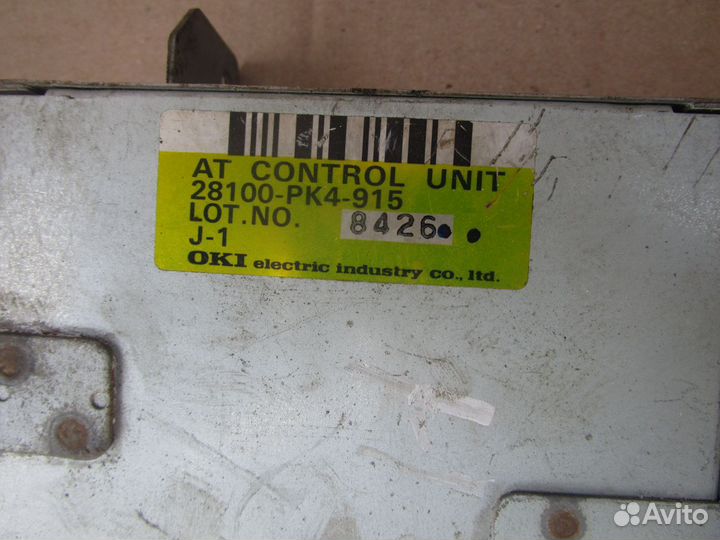 AT CONTROL UNIT
28100-PK4-915
LOT.NO. 8426
J-1
OKI electric industry co., ltd.
Avito